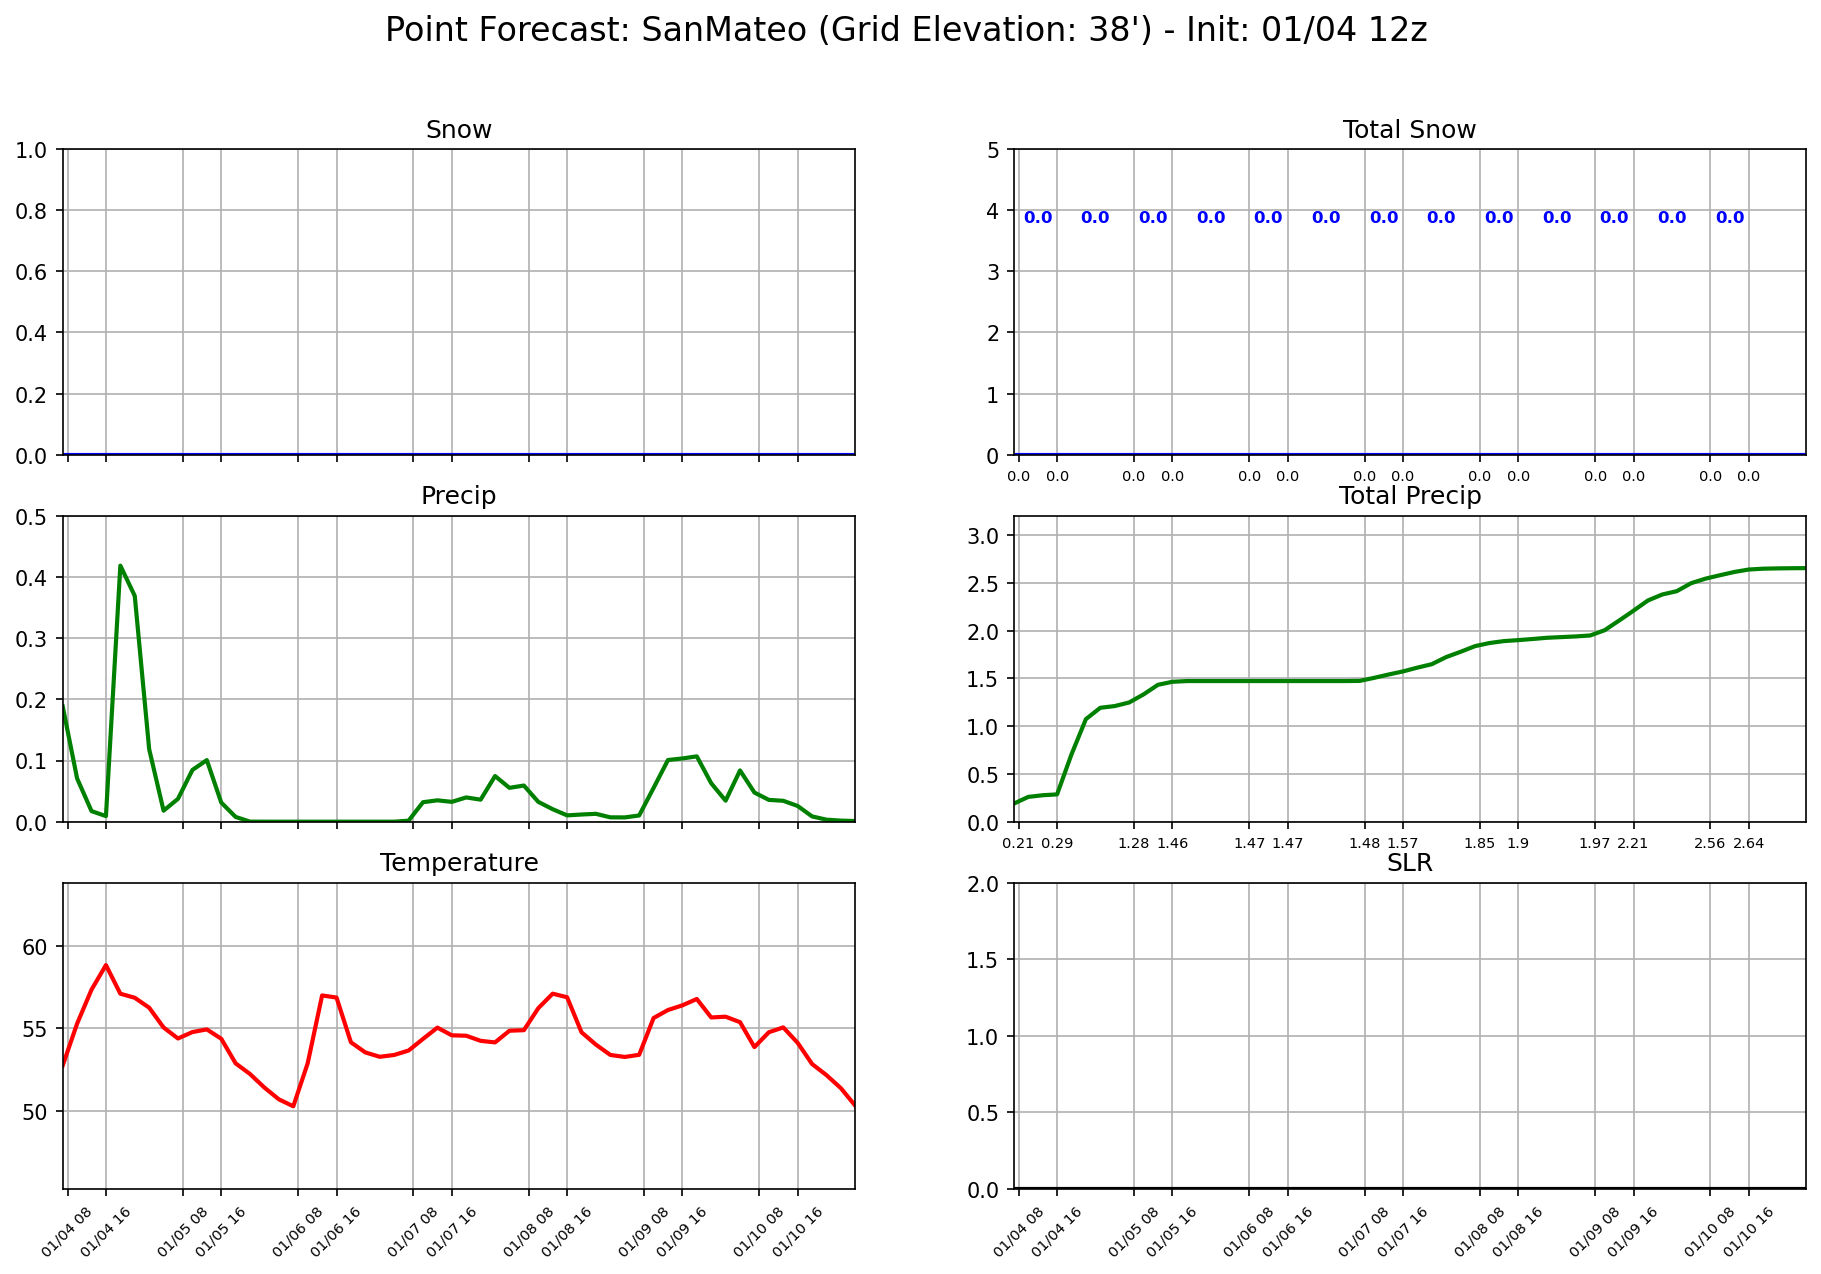 Point Forecast: SanMateo (Grid Elevation: 38') - Init: 01/04 12z
Snow
1.0
0.8
0.6
0.4
0.2
0.0
Total Snow
5
4
3
2
1
0
0.0 0.0 0.0 0.0 0.0 0.0 0.0 0.0 0.0 0.0 0.0 0.0 0.0
0.0 0.0 0.0 0.0 0.0 0.0 0.0 0.0 0.0 0.0 0.0 0.0 0.0 0.0
Precip
0.5
0.4
0.3
0.2
0.1
0.0
Total Precip
3.0
2.5
2.0
1.5
1.0
0.5
0.0
0.21 0.29 1.28 1.46 1.47 1.47 1.48 1.57 1.85 1.9 1.97 2.21 2.56 2.64
Temperature
60
55
50
01/04 08 01/04 16 01/05 08 01/05 16 01/06 08 01/06 16 01/07 08 01/07 16 01/08 08 01/08 16 01/09 08 01/09 16 01/10 08 01/10 16
SLR
2.0
1.5
1.0
0.5
0.0
01/04 08 01/04 16 01/05 08 01/05 16 01/06 08 01/06 16 01/07 08 01/07 16 01/08 08 01/08 16 01/09 08 01/09 16 01/10 08 01/10 16